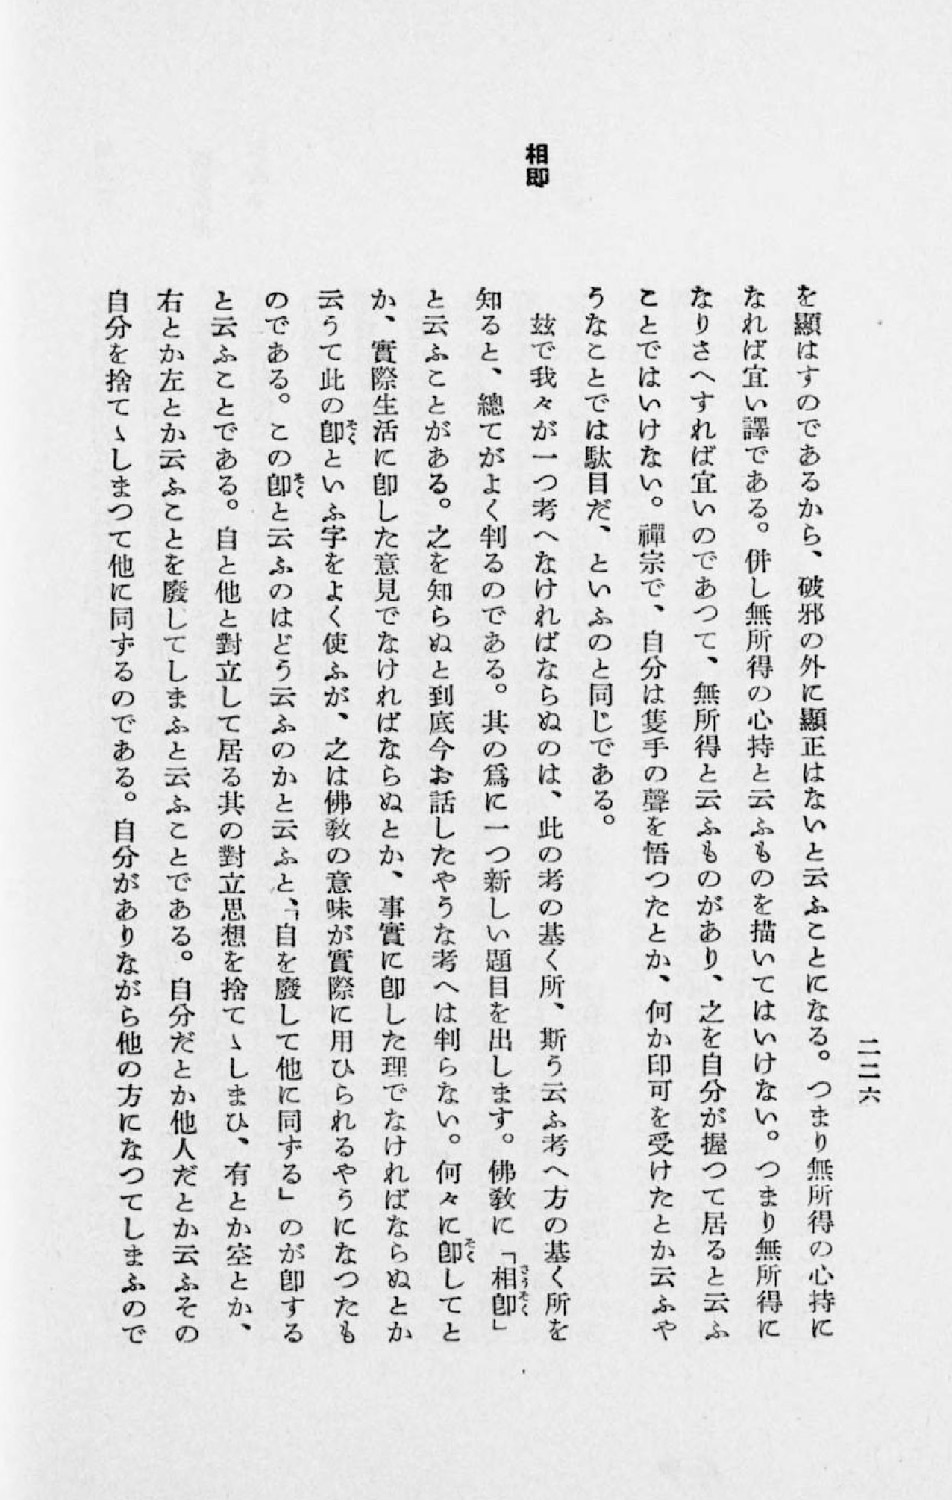 二二六
を顯はすのであるから、破邪の外に顯正はないと云ふことになる。つまり無所得の心持に
なれば宜い譯である。併し無所得の心持と云ふものを描いてはいけない。つまり無所得に
なりさへすれば宜いのであつて、無所得と云ふものがあり、之を自分が握つて居ると云ふ
ことではいけない。禪宗で、自分は隻手の聲を悟つたとか、何か印可を受けたとか云ふや
うなことでは駄目だ、といふのと同じである。
相卽
玆で我々が一つ考へなければならぬのは、此の考の基く所、斯う云ふ考へ方の基く所を
知ると、總てがよく判るのである。其の爲に一つ新しい題目を出します。佛敎に「相卽」
さうそく
と云ふことがある。之を知らぬと到底今お話したやうな考へは判らない。何々に卽してと
そく
か、實際生活に卽した意見でなければならぬとか、事實に卽した理でなければならぬとか
云うて此の卽といふ字をよく使ふが、之は佛敎の意味が實際に用ひられるやうになつたも
そく
のである。この卽と云ふのはどう云ふのかと云ふと、「自を廢して他に同ずる」のが卽する
そく
と云ふことである。自と他と對立して居る其の對立思想を捨てゝしまひ、有とか空とか、
右とか左とか云ふことを廢してしまふと云ふことである。自分だとか他人だとか云ふその
自分を捨てゝしまつて他に同ずるのである。自分がありながら他の方になつてしまふので